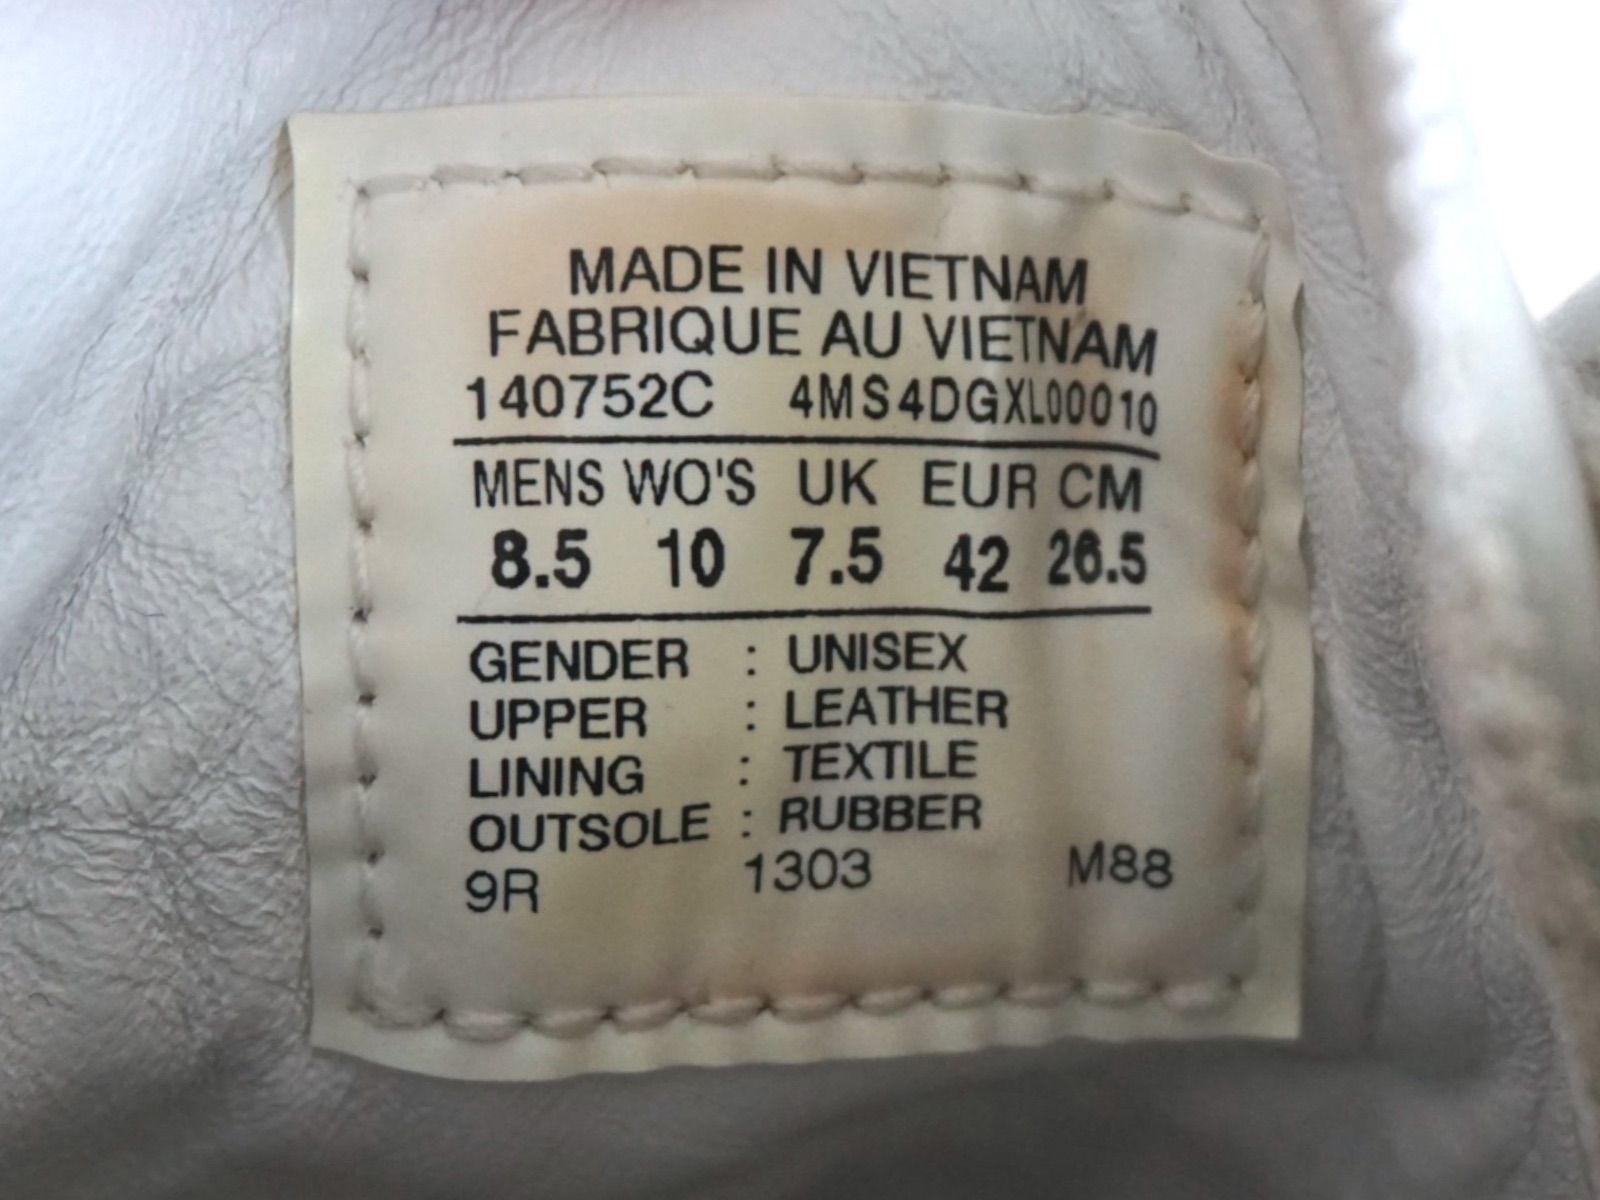 MADE IN VIETNAM
FABRIQUE AU VIETNAM
140752C 4MS4DGXL00010
MENS WO'S UK EUR CM
8.5 10 7.5 42 26.5
GENDER : UNISEX
UPPER : LEATHER
LINING : TEXTILE
OUTSOLE : RUBBER
9R 1303 M88